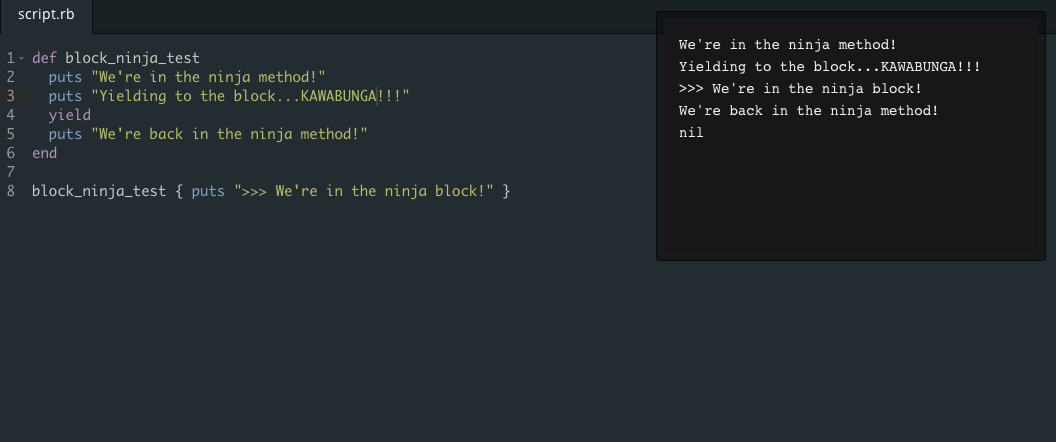 script.rb
1 def block_ninja_test
2   puts "We're in the ninja method!"
3   puts "Yielding to the block...KAWABUNGA!!!"
4   yield
5   puts "We're back in the ninja method!"
6 end
7
8 block_ninja_test { puts ">>> We're in the ninja block!" }
We're in the ninja method!
Yielding to the block...KAWABUNGA!!!
>>> We're in the ninja block!
We're back in the ninja method!
nil